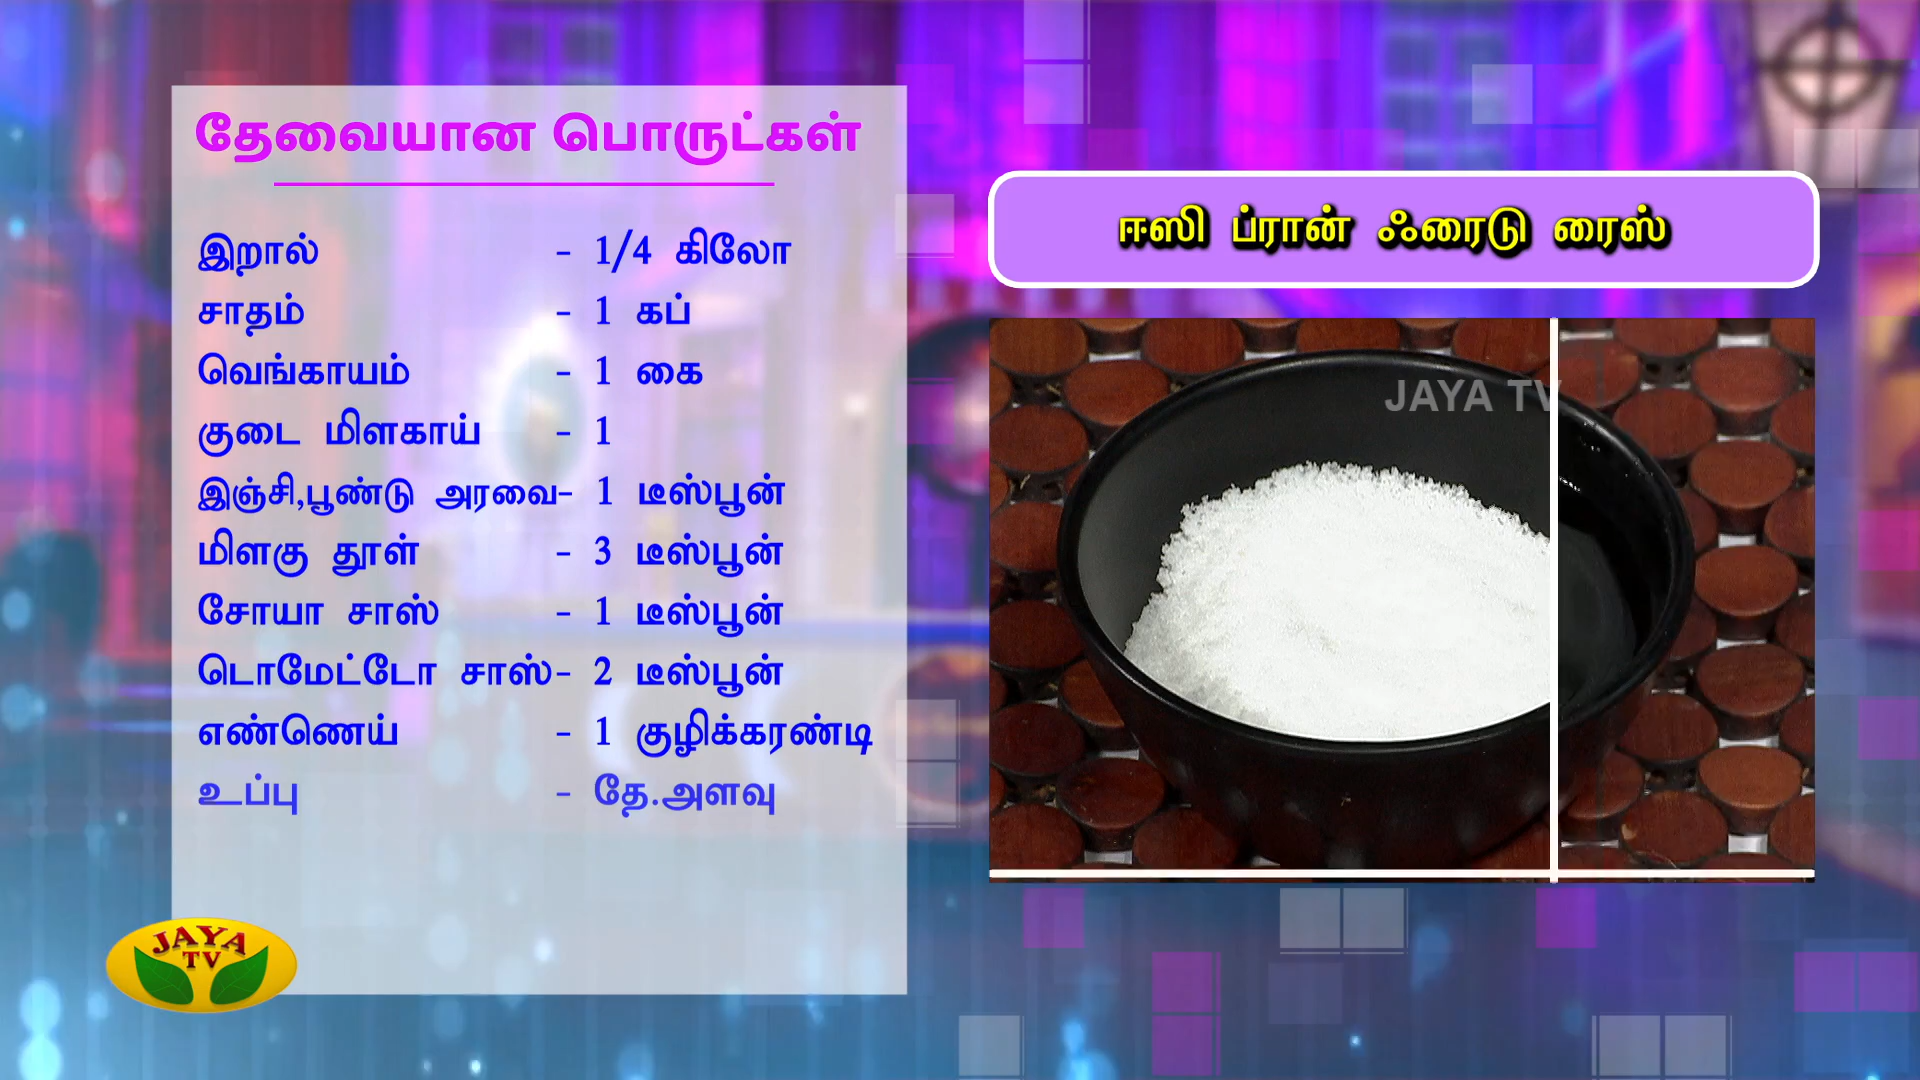 தேவையான பொருட்கள்
இறால் - 1/4 கிலோ
சாதம் - 1 கப்
வெங்காயம் - 1 கை
குடை மிளகாய் - 1
இஞ்சி,பூண்டு அரவை- 1 டீஸ்பூன்
மிளகு தூள் - 3 டீஸ்பூன்
சோயா சாஸ் - 1 டீஸ்பூன்
டொமேட்டோ சாஸ்- 2 டீஸ்பூன்
எண்ணெய் - 1 குழிக்கரண்டி
உப்பு - தே.அளவு
ஈஸி ப்ரான் ஃபரைடு ரைஸ்
JAYA TV
JAYA
TV